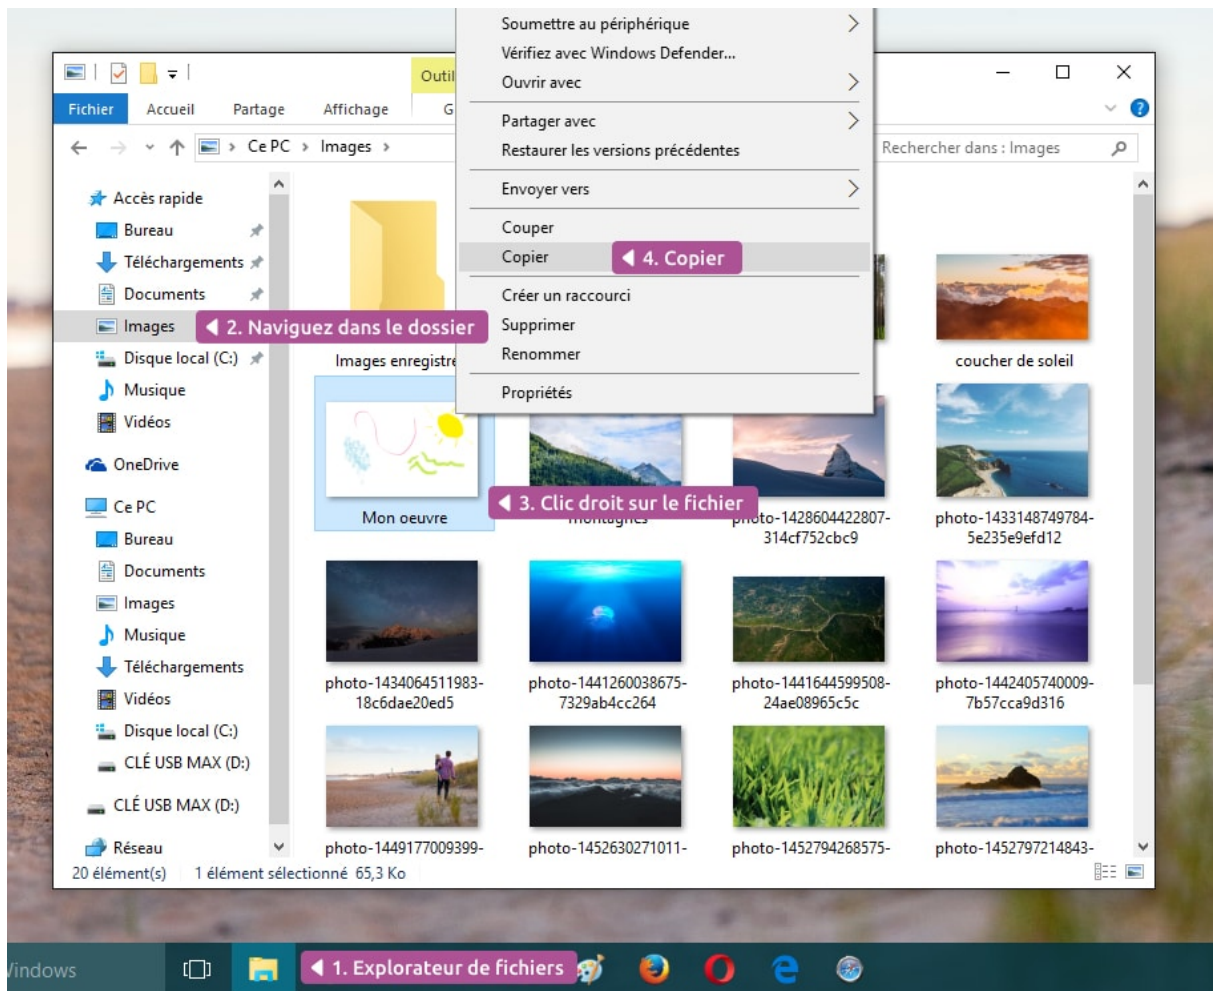 Soumettre au périphérique
Vérifiez avec Windows Defender...
Ouvrir avec
Partager avec
Restaurer les versions précédentes
Envoyer vers
Couper
Copier
4. Copier
Créer un raccourci
Supprimer
Renommer
Propriétés
Outil
Fichier Accueil Partage Affichage G
Ce PC Images
Rechercher dans : Images
Accès rapide
Bureau
Téléchargements
Documents
Images
2. Naviguez dans le dossier
Disque local (C:)
Musique
Vidéos
OneDrive
Ce PC
Bureau
Documents
Images
Musique
Téléchargements
Vidéos
Disque local (C:)
CLÉ USB MAX (D:)
CLÉ USB MAX (D:)
Réseau
Images enregistré
coucher de soleil
3. Clic droit sur le fichier
Mon oeuvre
montagnes
photo-1428604422807-
314cf752cbc9
photo-1433148749784-
5e235e9efd12
photo-1434064511983-
18c6dae20ed5
photo-1441260038675-
7329ab4cc264
photo-1441644599508-
24ae08965c5c
photo-1442405740009-
7b57cca9d316
photo-1449177009399-
photo-1452630271011-
photo-1452794268575-
photo-1452797214843-
20 élément(s) 1 élément sélectionné 65,3 Ko
Windows
1. Explorateur de fichiers